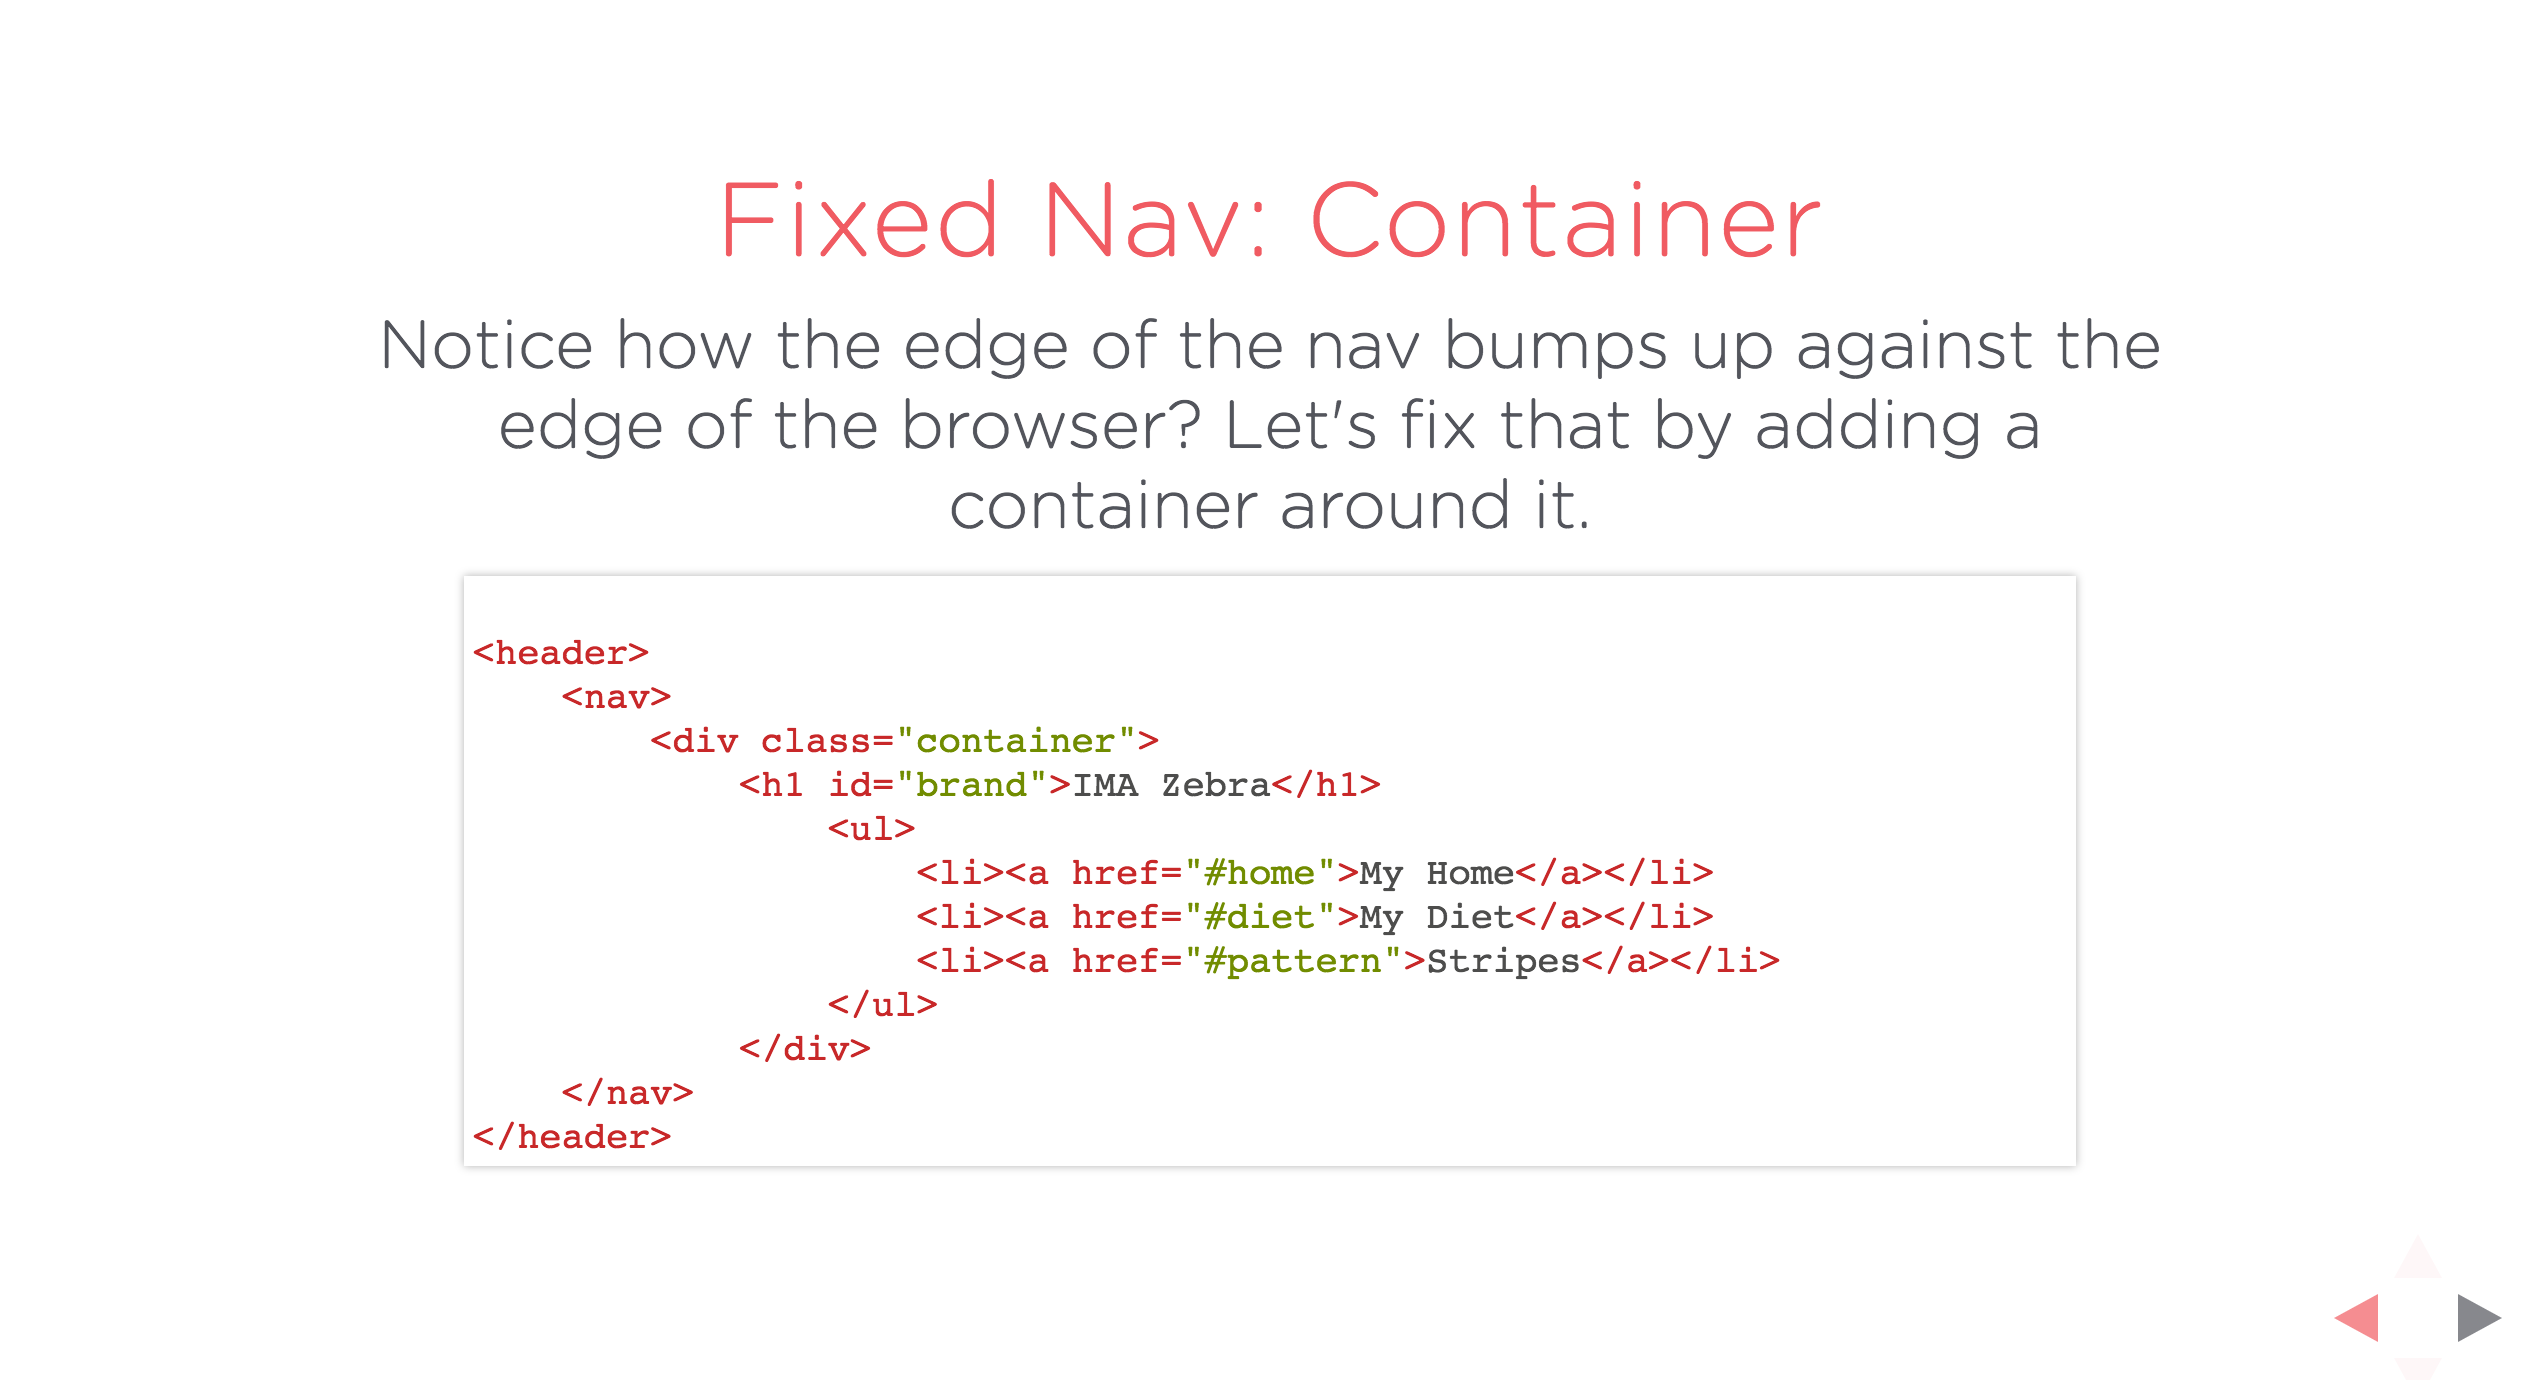 Fixed Nav: Container
Notice how the edge of the nav bumps up against the
edge of the browser? Let's fix that by adding a
container around it.
<header>
    <nav>
        <div class="container">
            <h1 id="brand">IMA Zebra</h1>
                <ul>
                    <li><a href="#home">My Home</a></li>
                    <li><a href="#diet">My Diet</a></li>
                    <li><a href="#pattern">Stripes</a></li>
                </ul>
            </div>
    </nav>
</header>